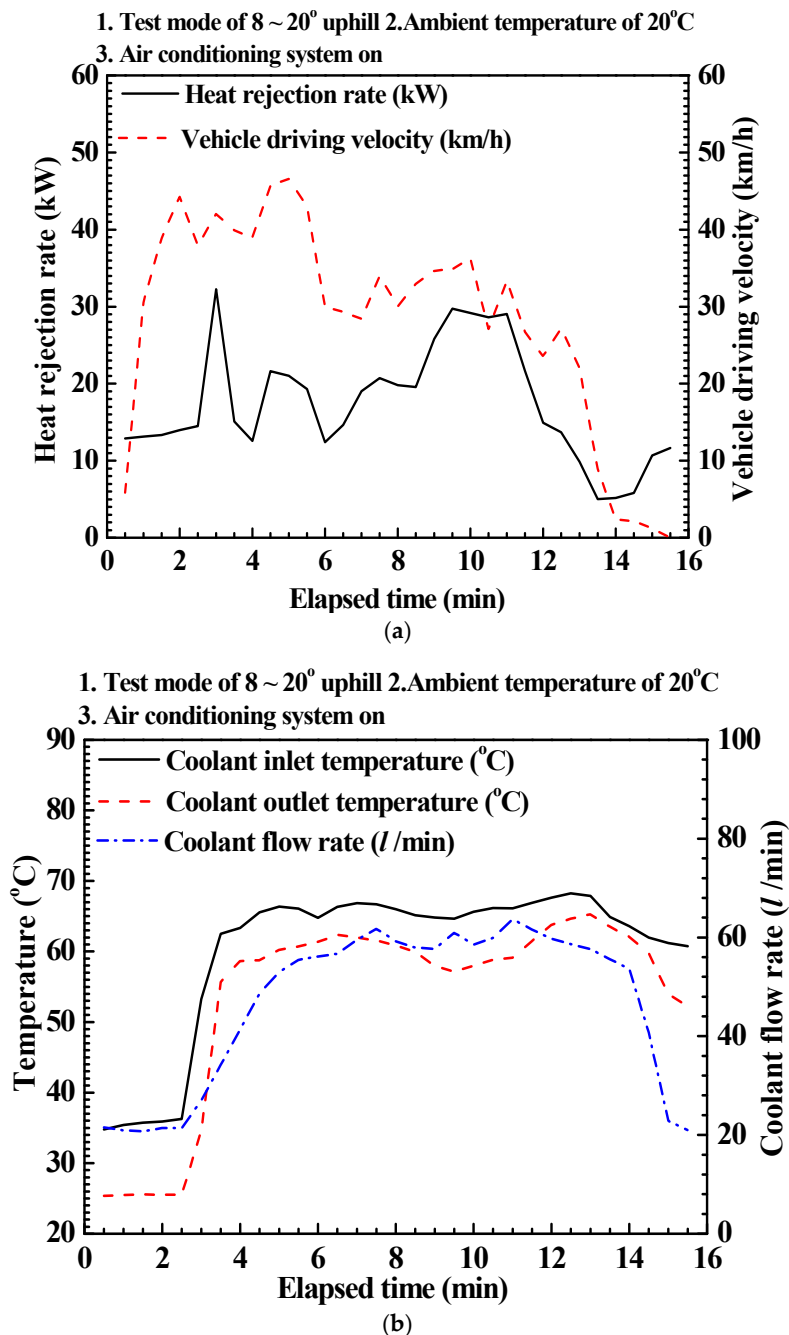 1. Test mode of 8 ~ 20° uphill 2.Ambient temperature of 20°C
3. Air conditioning system on
60
50
40
30
20
10
0
Heat rejection rate (kW)
Heat rejection rate (kW)
Vehicle driving velocity (km/h)
60
50
40
30
20
10
0
Vehicle driving velocity (km/h)
0 2 4 6 8 10 12 14 16
Elapsed time (min)
(a)
1. Test mode of 8 ~ 20° uphill 2.Ambient temperature of 20°C
3. Air conditioning system on
90
80
70
60
50
40
30
20
Temperature (°C)
Coolant inlet temperature (°C)
Coolant outlet temperature (°C)
Coolant flow rate (l /min)
100
80
60
40
20
0
Coolant flow rate (l /min)
0 2 4 6 8 10 12 14 16
Elapsed time (min)
(b)